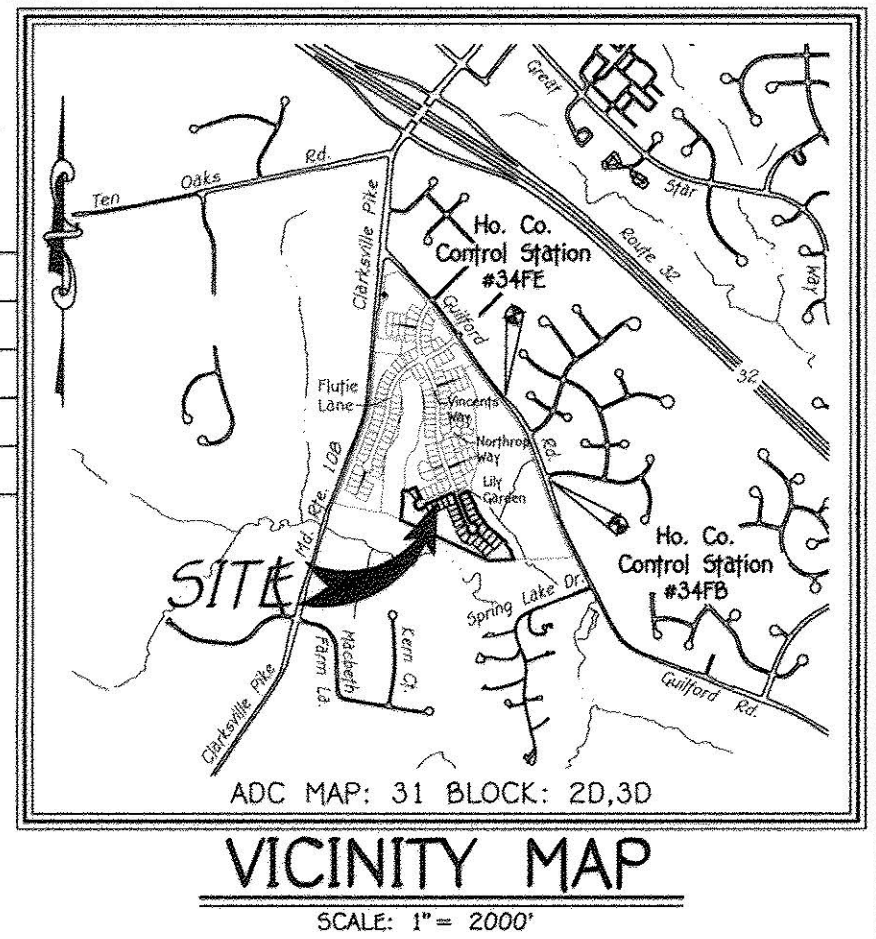 Great
Star
Way
Ten Oaks Rd.
Clarksville Pike
Route 32
32
Ho. Co.
Control Station
#34FE
Guilford
Rd.
Flutie
Lane
Vincents
Way
Northrop
Way
Lily
Garden
Md. Rte. 108
Ho. Co.
Control Station
#34FB
SITE
Spring Lake Dr.
Macbeth
Farm La.
Kern Ct.
Guilford Rd.
Clarksville Pike
ADC MAP: 31 BLOCK: 2D,3D
VICINITY MAP
SCALE: 1" = 2000'